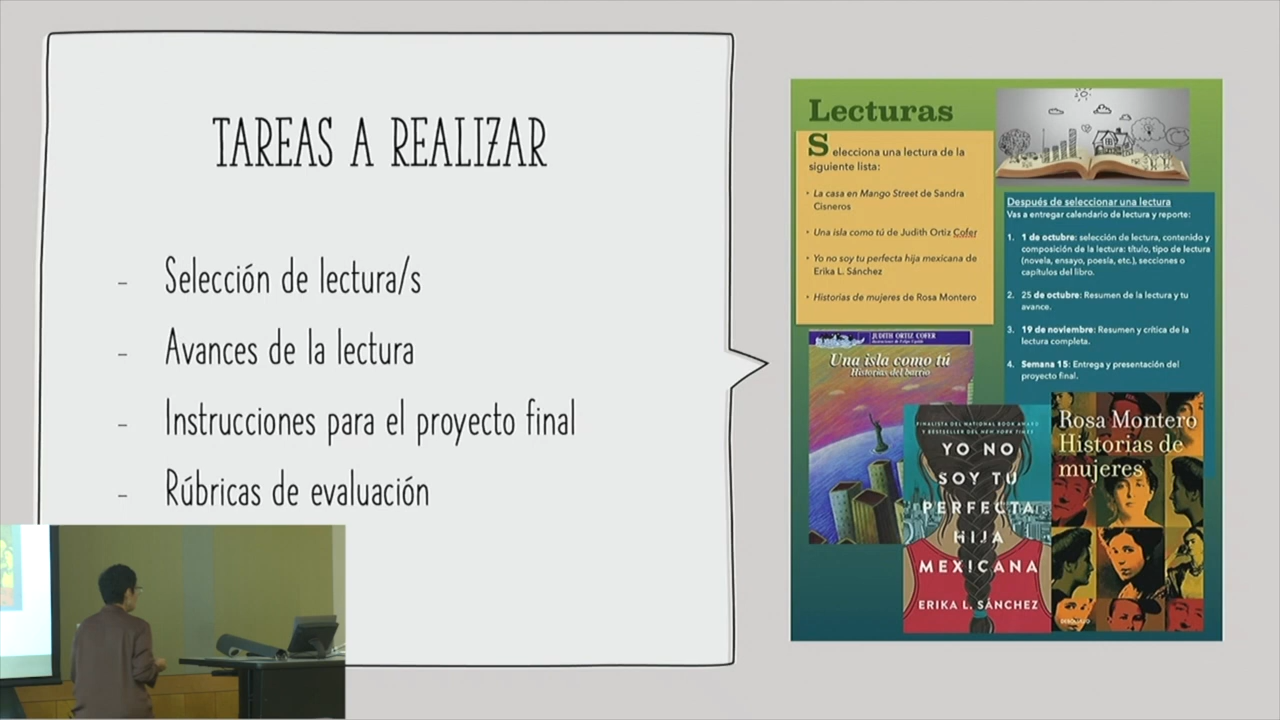 TAREAS A REALIZAR
- Selección de lectura/s
- Avances de la lectura
- Instrucciones para el proyecto final
- Rúbricas de evaluación
Lecturas
Selecciona una lectura de la
siguiente lista:
• La casa en Mango Street de Sandra
Cisneros
• Una isla como tú de Judith Ortiz Cofer
• Yo no soy tu perfecta hija mexicana de
Erika L. Sánchez
• Historias de mujeres de Rosa Montero
Después de seleccionar una lectura
Vas a entregar calendario de lectura y reporte:
1. 1 de octubre: selección de lectura, contenido y
composición de la lectura: título, tipo de lectura
(novela, ensayo, poesía, etc.), secciones o
capítulos del libro.
2. 25 de octubre: Resumen de la lectura y tu
avance.
3. 19 de noviembre: Resumen y crítica de la
lectura completa.
4. Semana 15: Entrega y presentación del
proyecto final.
JUDITH ORTIZ COFER
Una isla como tú
Historias del barrio
FINALISTA DEL NATIONAL BOOK AWARD
Y BESTSELLER DEL NEW YORK TIMES
YO NO
SOY TU
PERFECTA
HIJA
MEXICANA
ERIKA L. SÁNCHEZ
Rosa Montero
Historias de
mujeres